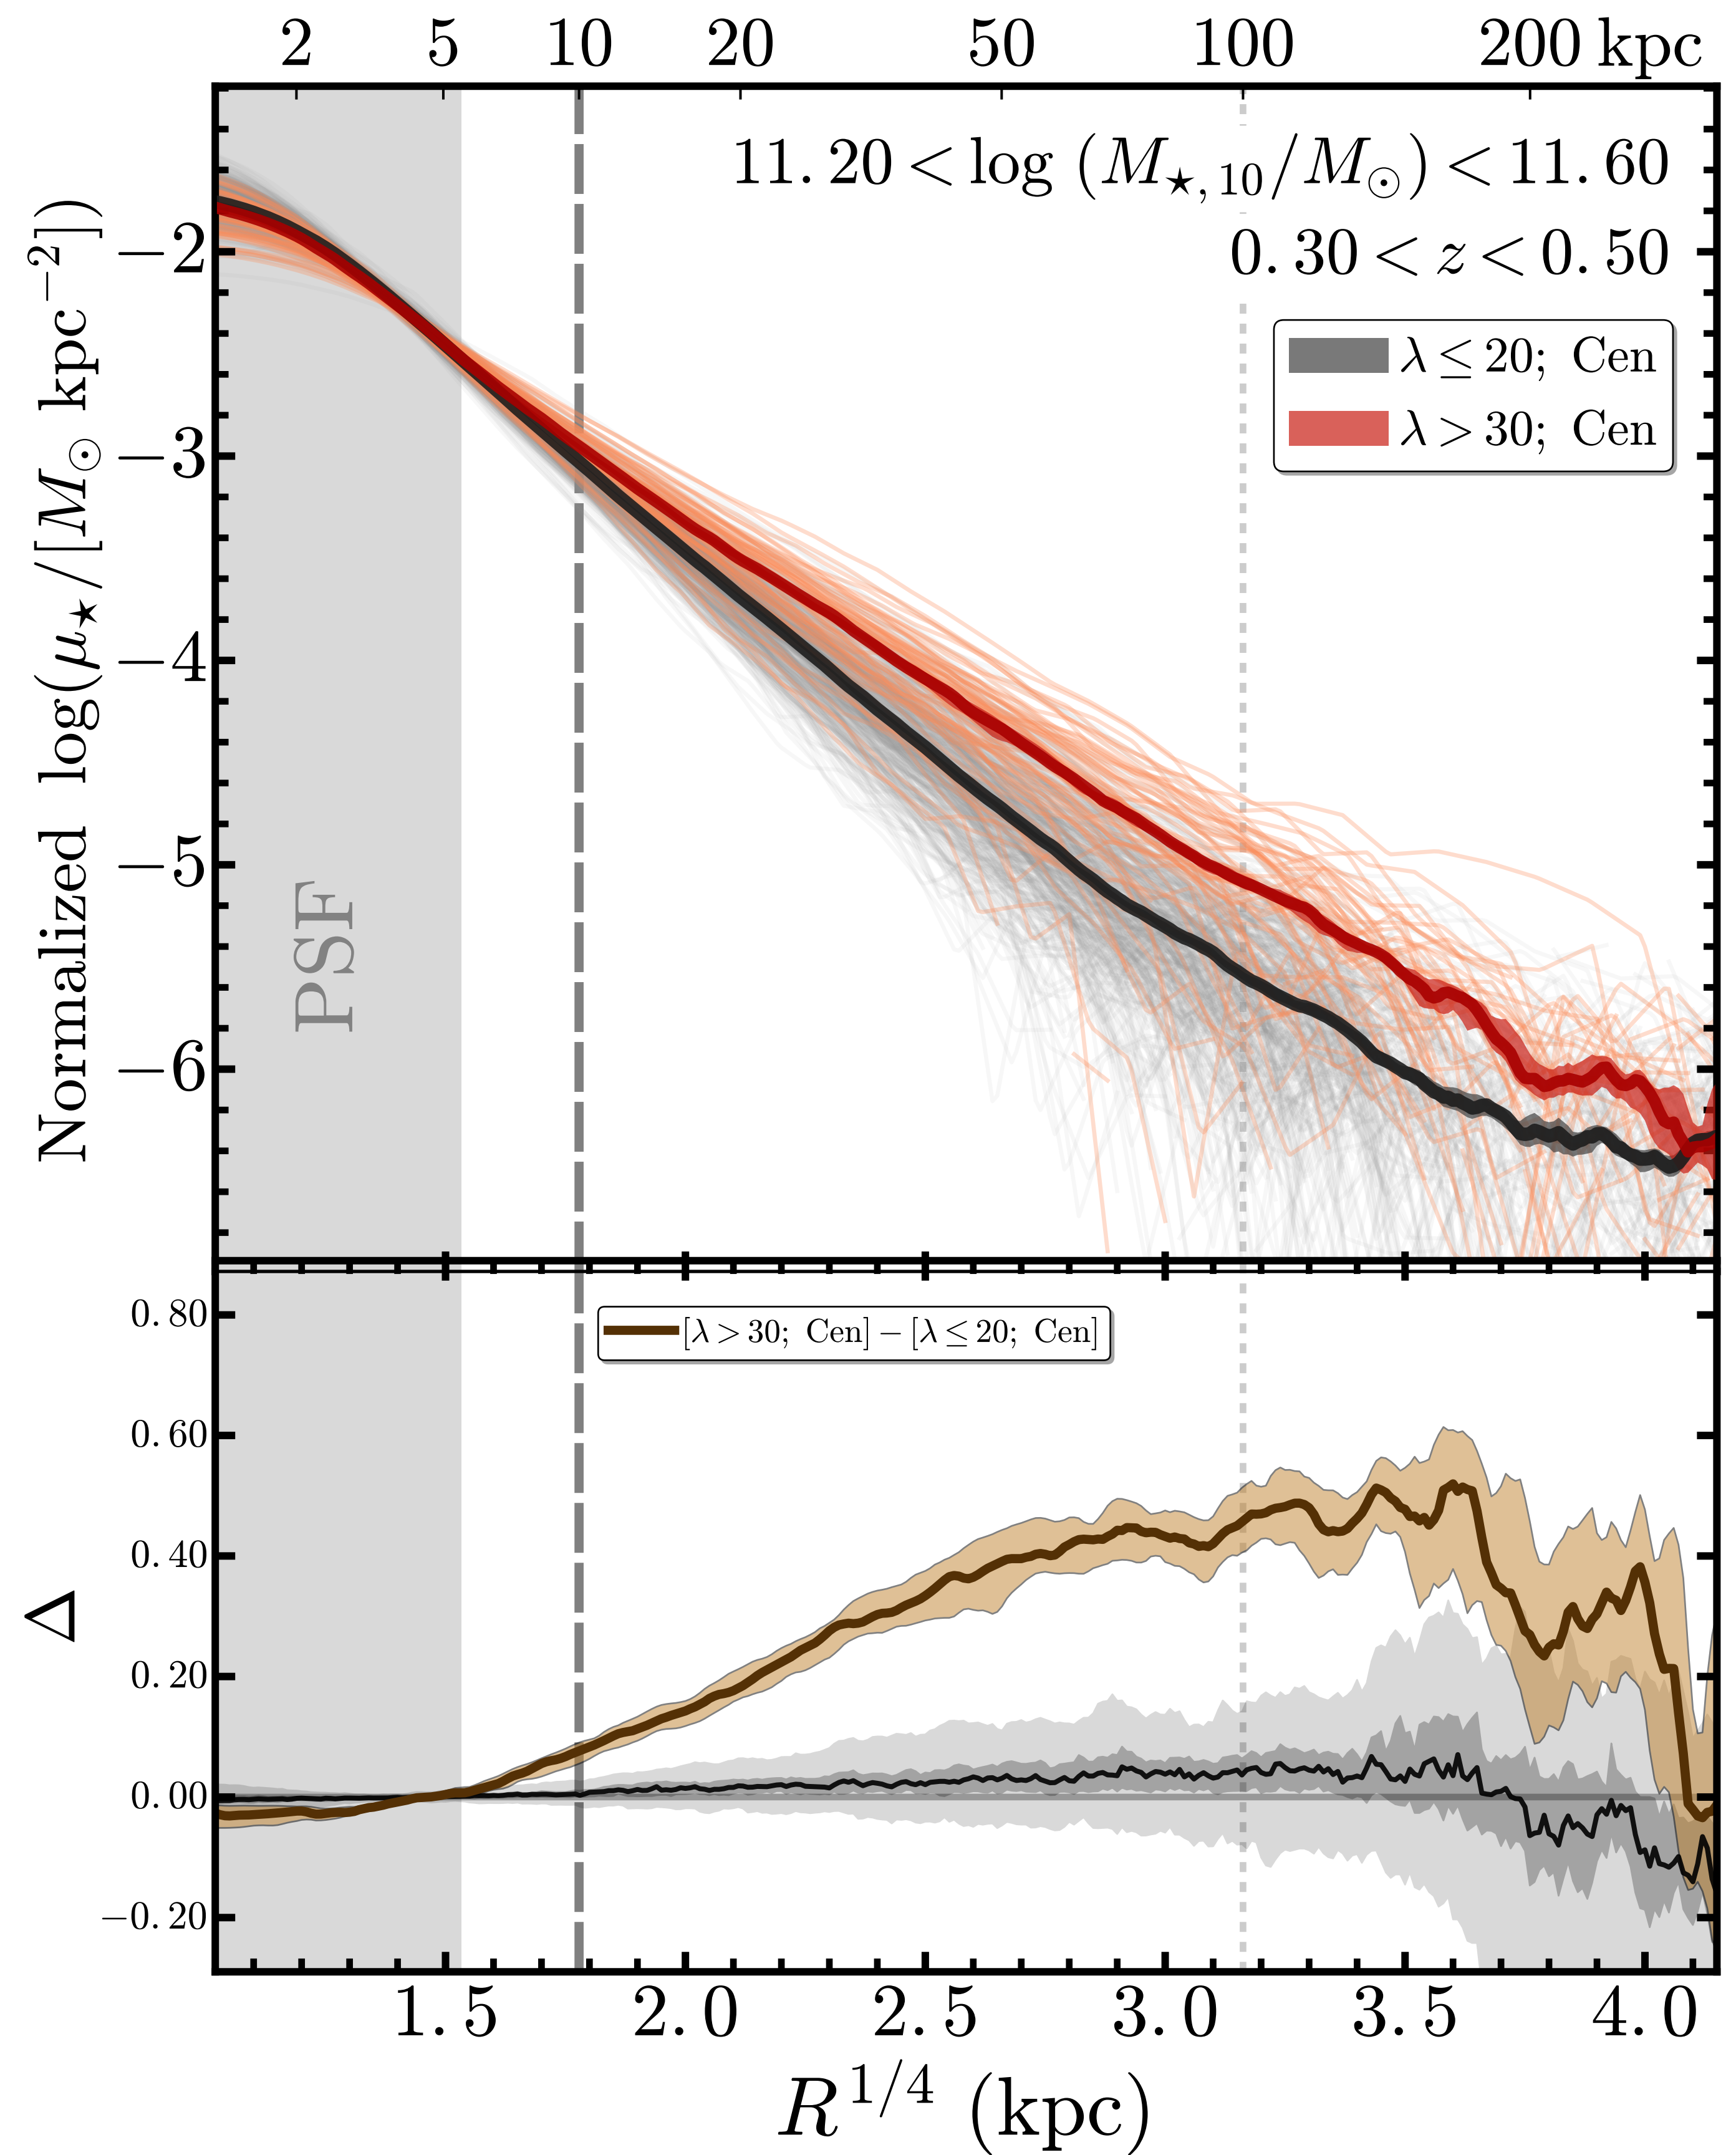 2 5 10 20 50 100 200 kpc
11.20 < log (M⋆,10/M⊙) < 11.60
0.30 < z < 0.50
λ ≤ 20; Cen
λ > 30; Cen
Normalized log(μ⋆/[M⊙ kpc⁻²])
−2
−3
−4
−5
−6
PSF
[λ > 30; Cen] − [λ ≤ 20; Cen]
Δ
0.80
0.60
0.40
0.20
0.00
−0.20
1.5 2.0 2.5 3.0 3.5 4.0
R^1/4 (kpc)